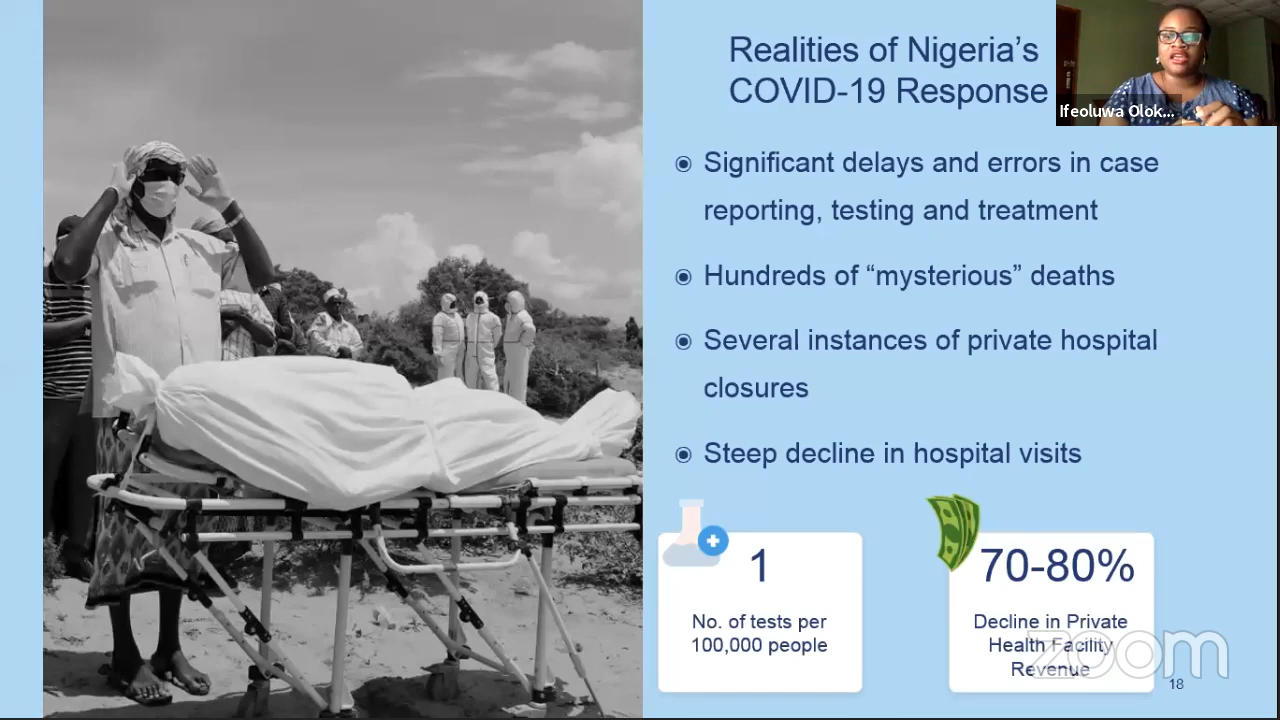 Realities of Nigeria’s
COVID-19 Response
Ifeoluwa Olok...
◉ Significant delays and errors in case
reporting, testing and treatment
◉ Hundreds of “mysterious” deaths
◉ Several instances of private hospital
closures
◉ Steep decline in hospital visits
1
No. of tests per
100,000 people
70-80%
Decline in Private
Health Facility
Revenue
zoom
18